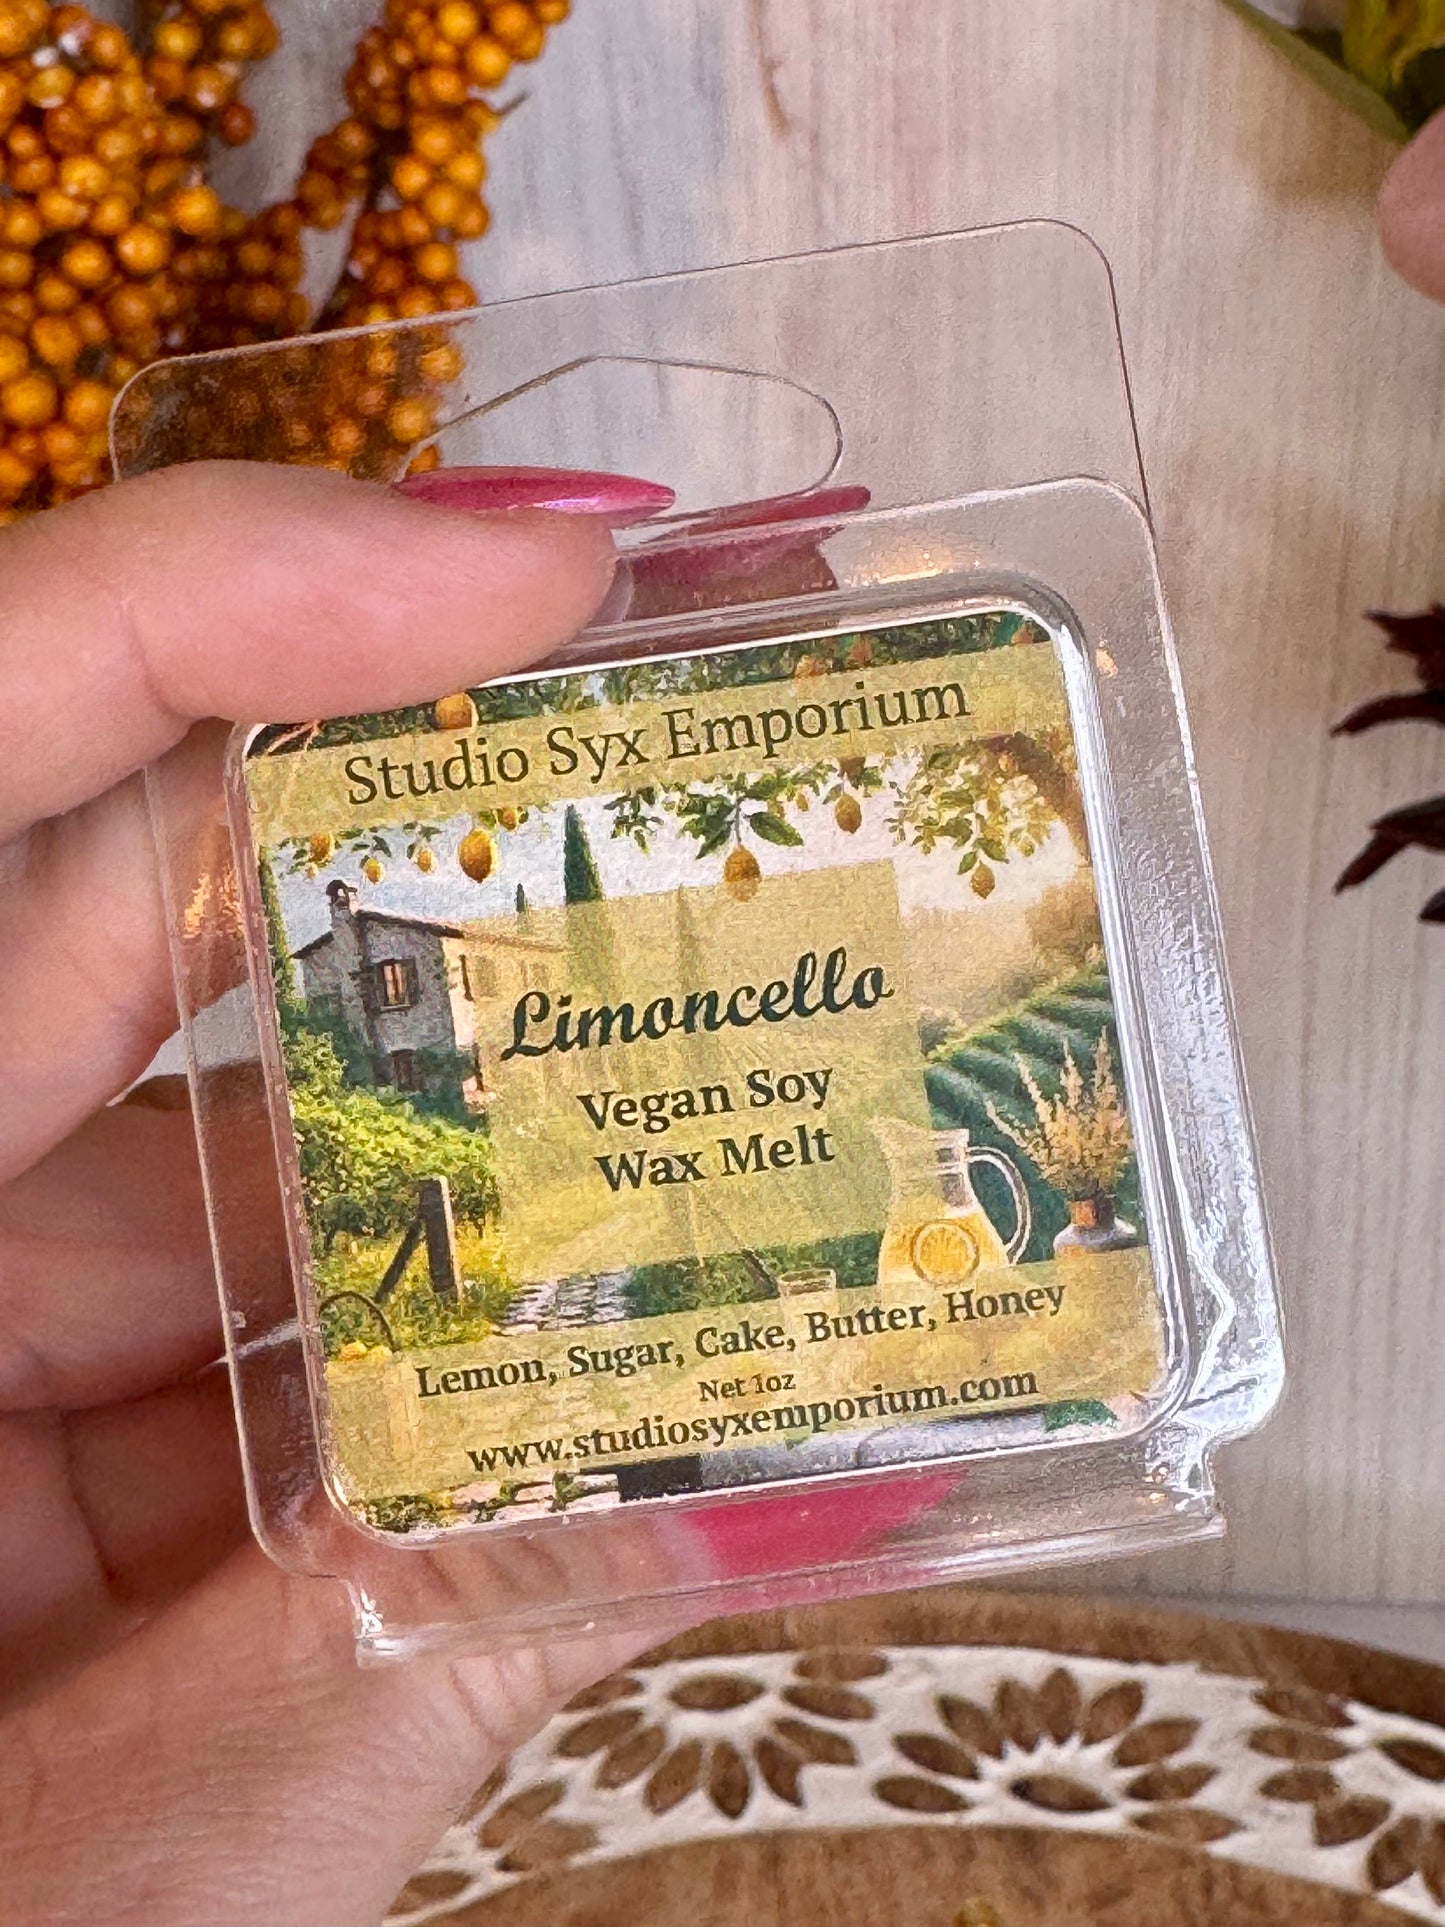 Studio Syx Emporium
Limoncello
Vegan Soy
Wax Melt
Lemon, Sugar, Cake, Butter, Honey
Net 1oz
www.studiosyxemporium.com